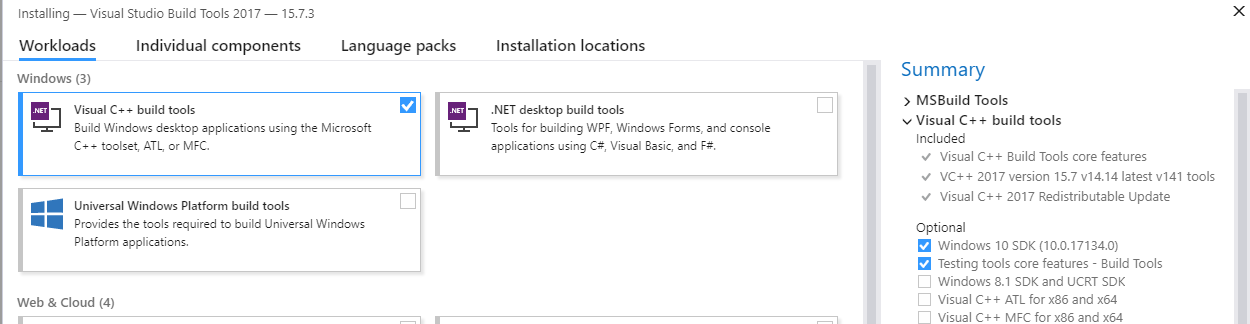 Installing — Visual Studio Build Tools 2017 — 15.7.3
Workloads
Individual components
Language packs
Installation locations
Windows (3)
.NET
Visual C++ build tools
Build Windows desktop applications using the Microsoft
C++ toolset, ATL, or MFC.
.NET
.NET desktop build tools
Tools for building WPF, Windows Forms, and console
applications using C#, Visual Basic, and F#.
Universal Windows Platform build tools
Provides the tools required to build Universal Windows
Platform applications.
Web & Cloud (4)
Summary
MSBuild Tools
Visual C++ build tools
Included
Visual C++ Build Tools core features
VC++ 2017 version 15.7 v14.14 latest v141 tools
Visual C++ 2017 Redistributable Update
Optional
Windows 10 SDK (10.0.17134.0)
Testing tools core features - Build Tools
Windows 8.1 SDK and UCRT SDK
Visual C++ ATL for x86 and x64
Visual C++ MFC for x86 and x64